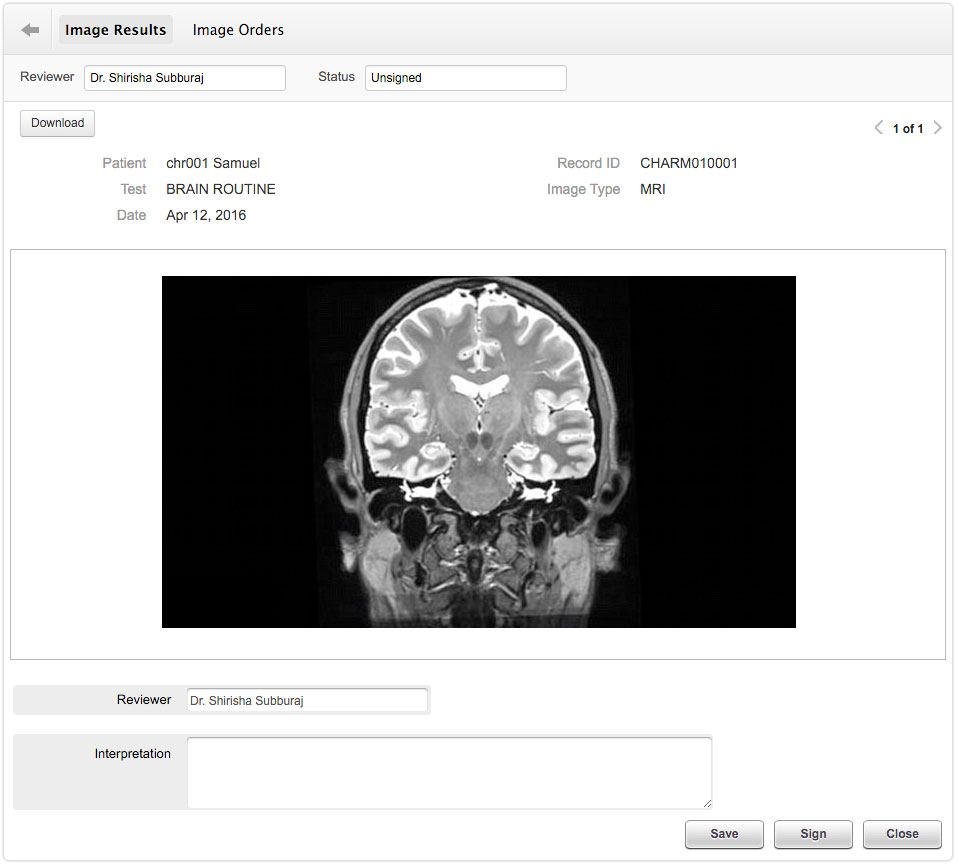 Image Results Image Orders
Reviewer Dr. Shirisha Subburaj Status Unsigned
Download 1 of 1
Patient chr001 Samuel Record ID CHARM010001
Test BRAIN ROUTINE Image Type MRI
Date Apr 12, 2016
Reviewer Dr. Shirisha Subburaj
Interpretation
Save Sign Close